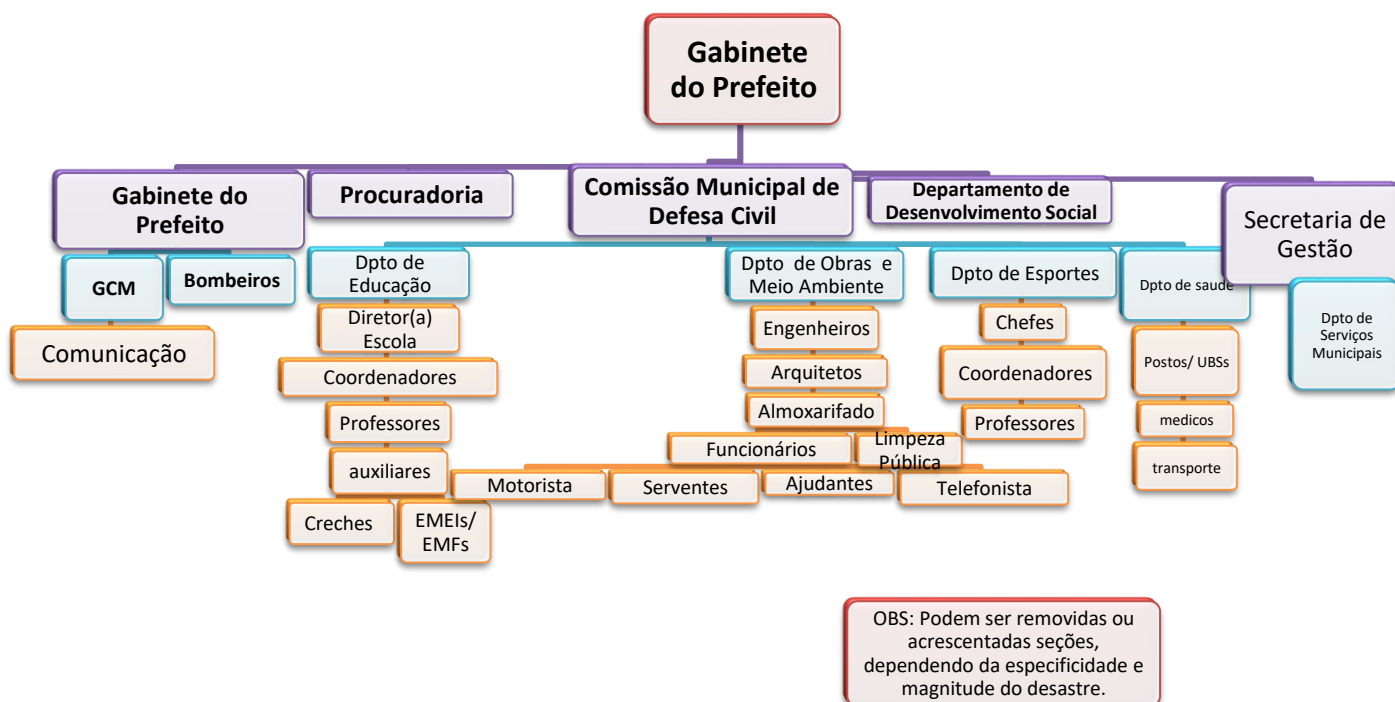 Gabinete
do Prefeito
Gabinete do
Prefeito
Procuradoria
Comissão Municipal de
Defesa Civil
Departamento de
Desenvolvimento Social
Secretaria de
Gestão
GCM
Bombeiros
Comunicação
Dpto de
Educação
Diretor(a)
Escola
Coordenadores
Professores
auxiliares
Creches
EMEIs/
EMFs
Dpto de Obras e
Meio Ambiente
Engenheiros
Arquitetos
Almoxarifado
Funcionários
Limpeza
Pública
Motorista
Serventes
Ajudantes
Telefonista
Dpto de Esportes
Chefes
Coordenadores
Professores
Dpto de saude
Postos/ UBSs
medicos
transporte
Dpto de
Serviços
Municipais
OBS: Podem ser removidas ou
acrescentadas seções,
dependendo da especificidade e
magnitude do desastre.